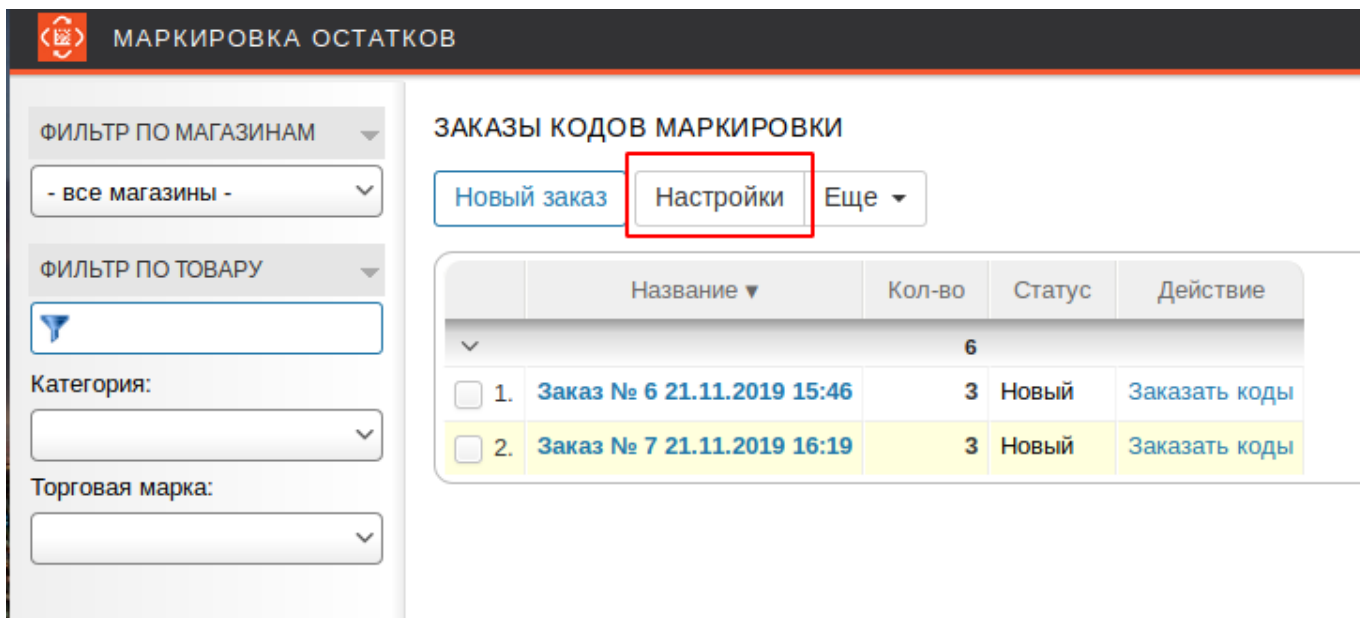 МАРКИРОВКА ОСТАТКОВ
ФИЛЬТР ПО МАГАЗИНАМ
- все магазины -
ФИЛЬТР ПО ТОВАРУ
Категория:
Торговая марка:
ЗАКАЗЫ КОДОВ МАРКИРОВКИ
Новый заказ Настройки Еще
Название Кол-во Статус Действие
6
1. Заказ № 6 21.11.2019 15:46 3 Новый Заказать коды
2. Заказ № 7 21.11.2019 16:19 3 Новый Заказать коды